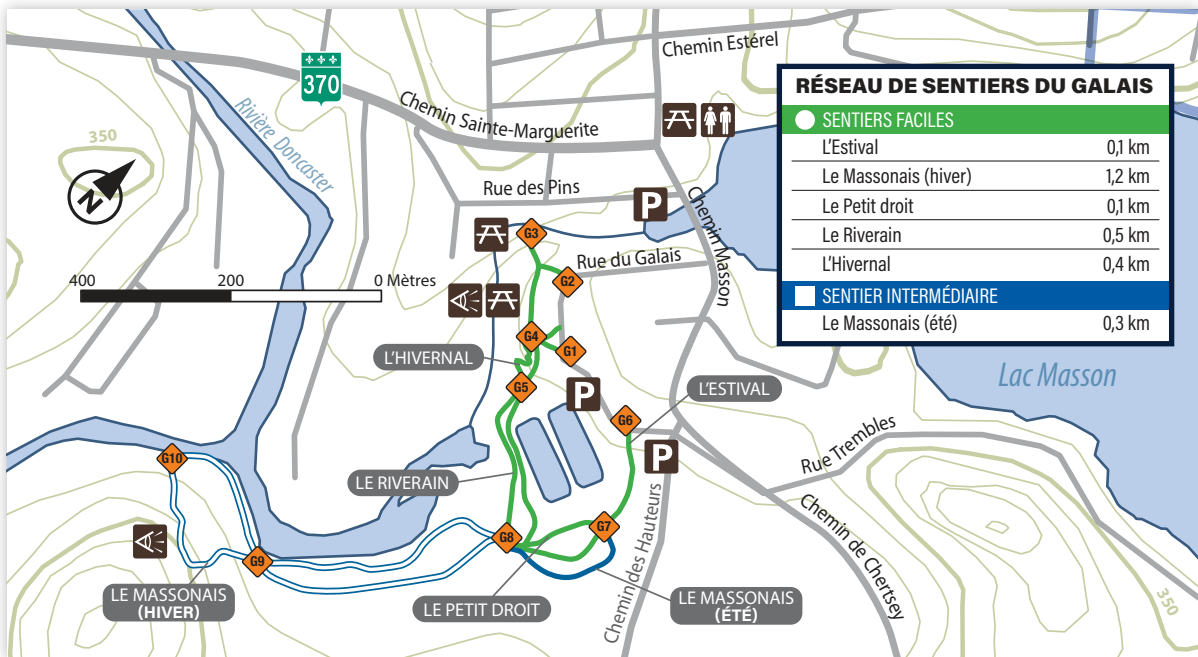 Chemin Estérel
370
Chemin Sainte-Marguerite
350
Rivière Doncaster
N
Rue des Pins
P
Chemin Masson
G3
Rue du Galais
G2
400
200
0 Mètres
G4
G1
L'HIVERNAL
G5
P
L'ESTIVAL
G6
P
Rue Trembles
Lac Masson
G10
LE RIVERAIN
G8
G7
G9
Chemin des Hauteurs
Chemin de Chertsey
LE MASSONAIS
(HIVER)
LE PETIT DROIT
LE MASSONAIS
(ÉTÉ)
350
RÉSEAU DE SENTIERS DU GALAIS
SENTIERS FACILES
L'Estival 0,1 km
Le Massonais (hiver) 1,2 km
Le Petit droit 0,1 km
Le Riverain 0,5 km
L'Hivernal 0,4 km
SENTIER INTERMÉDIAIRE
Le Massonais (été) 0,3 km